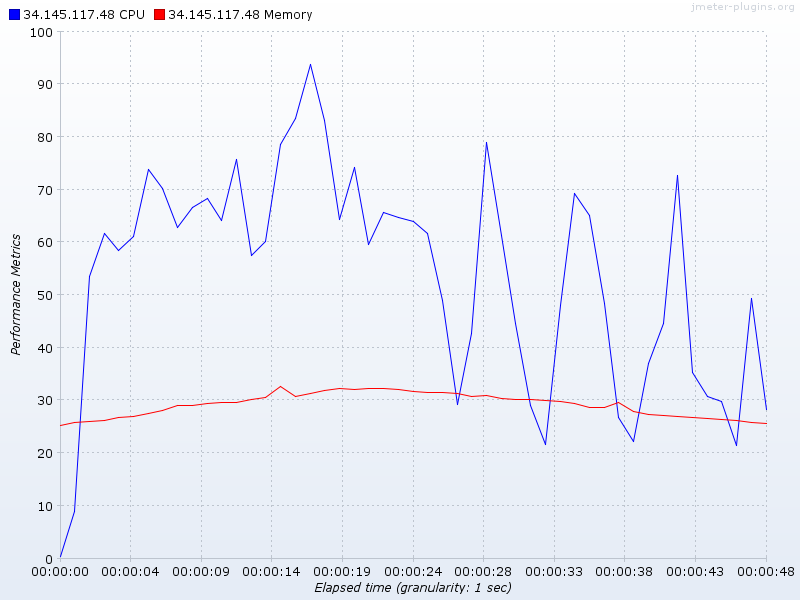 34.145.117.48 CPU 34.145.117.48 Memory
jmeter-plugins.org
100
90
80
70
60
50
40
30
20
10
0
Performance Metrics
00:00:00 00:00:04 00:00:09 00:00:14 00:00:19 00:00:24 00:00:28 00:00:33 00:00:38 00:00:43 00:00:48
Elapsed time (granularity: 1 sec)